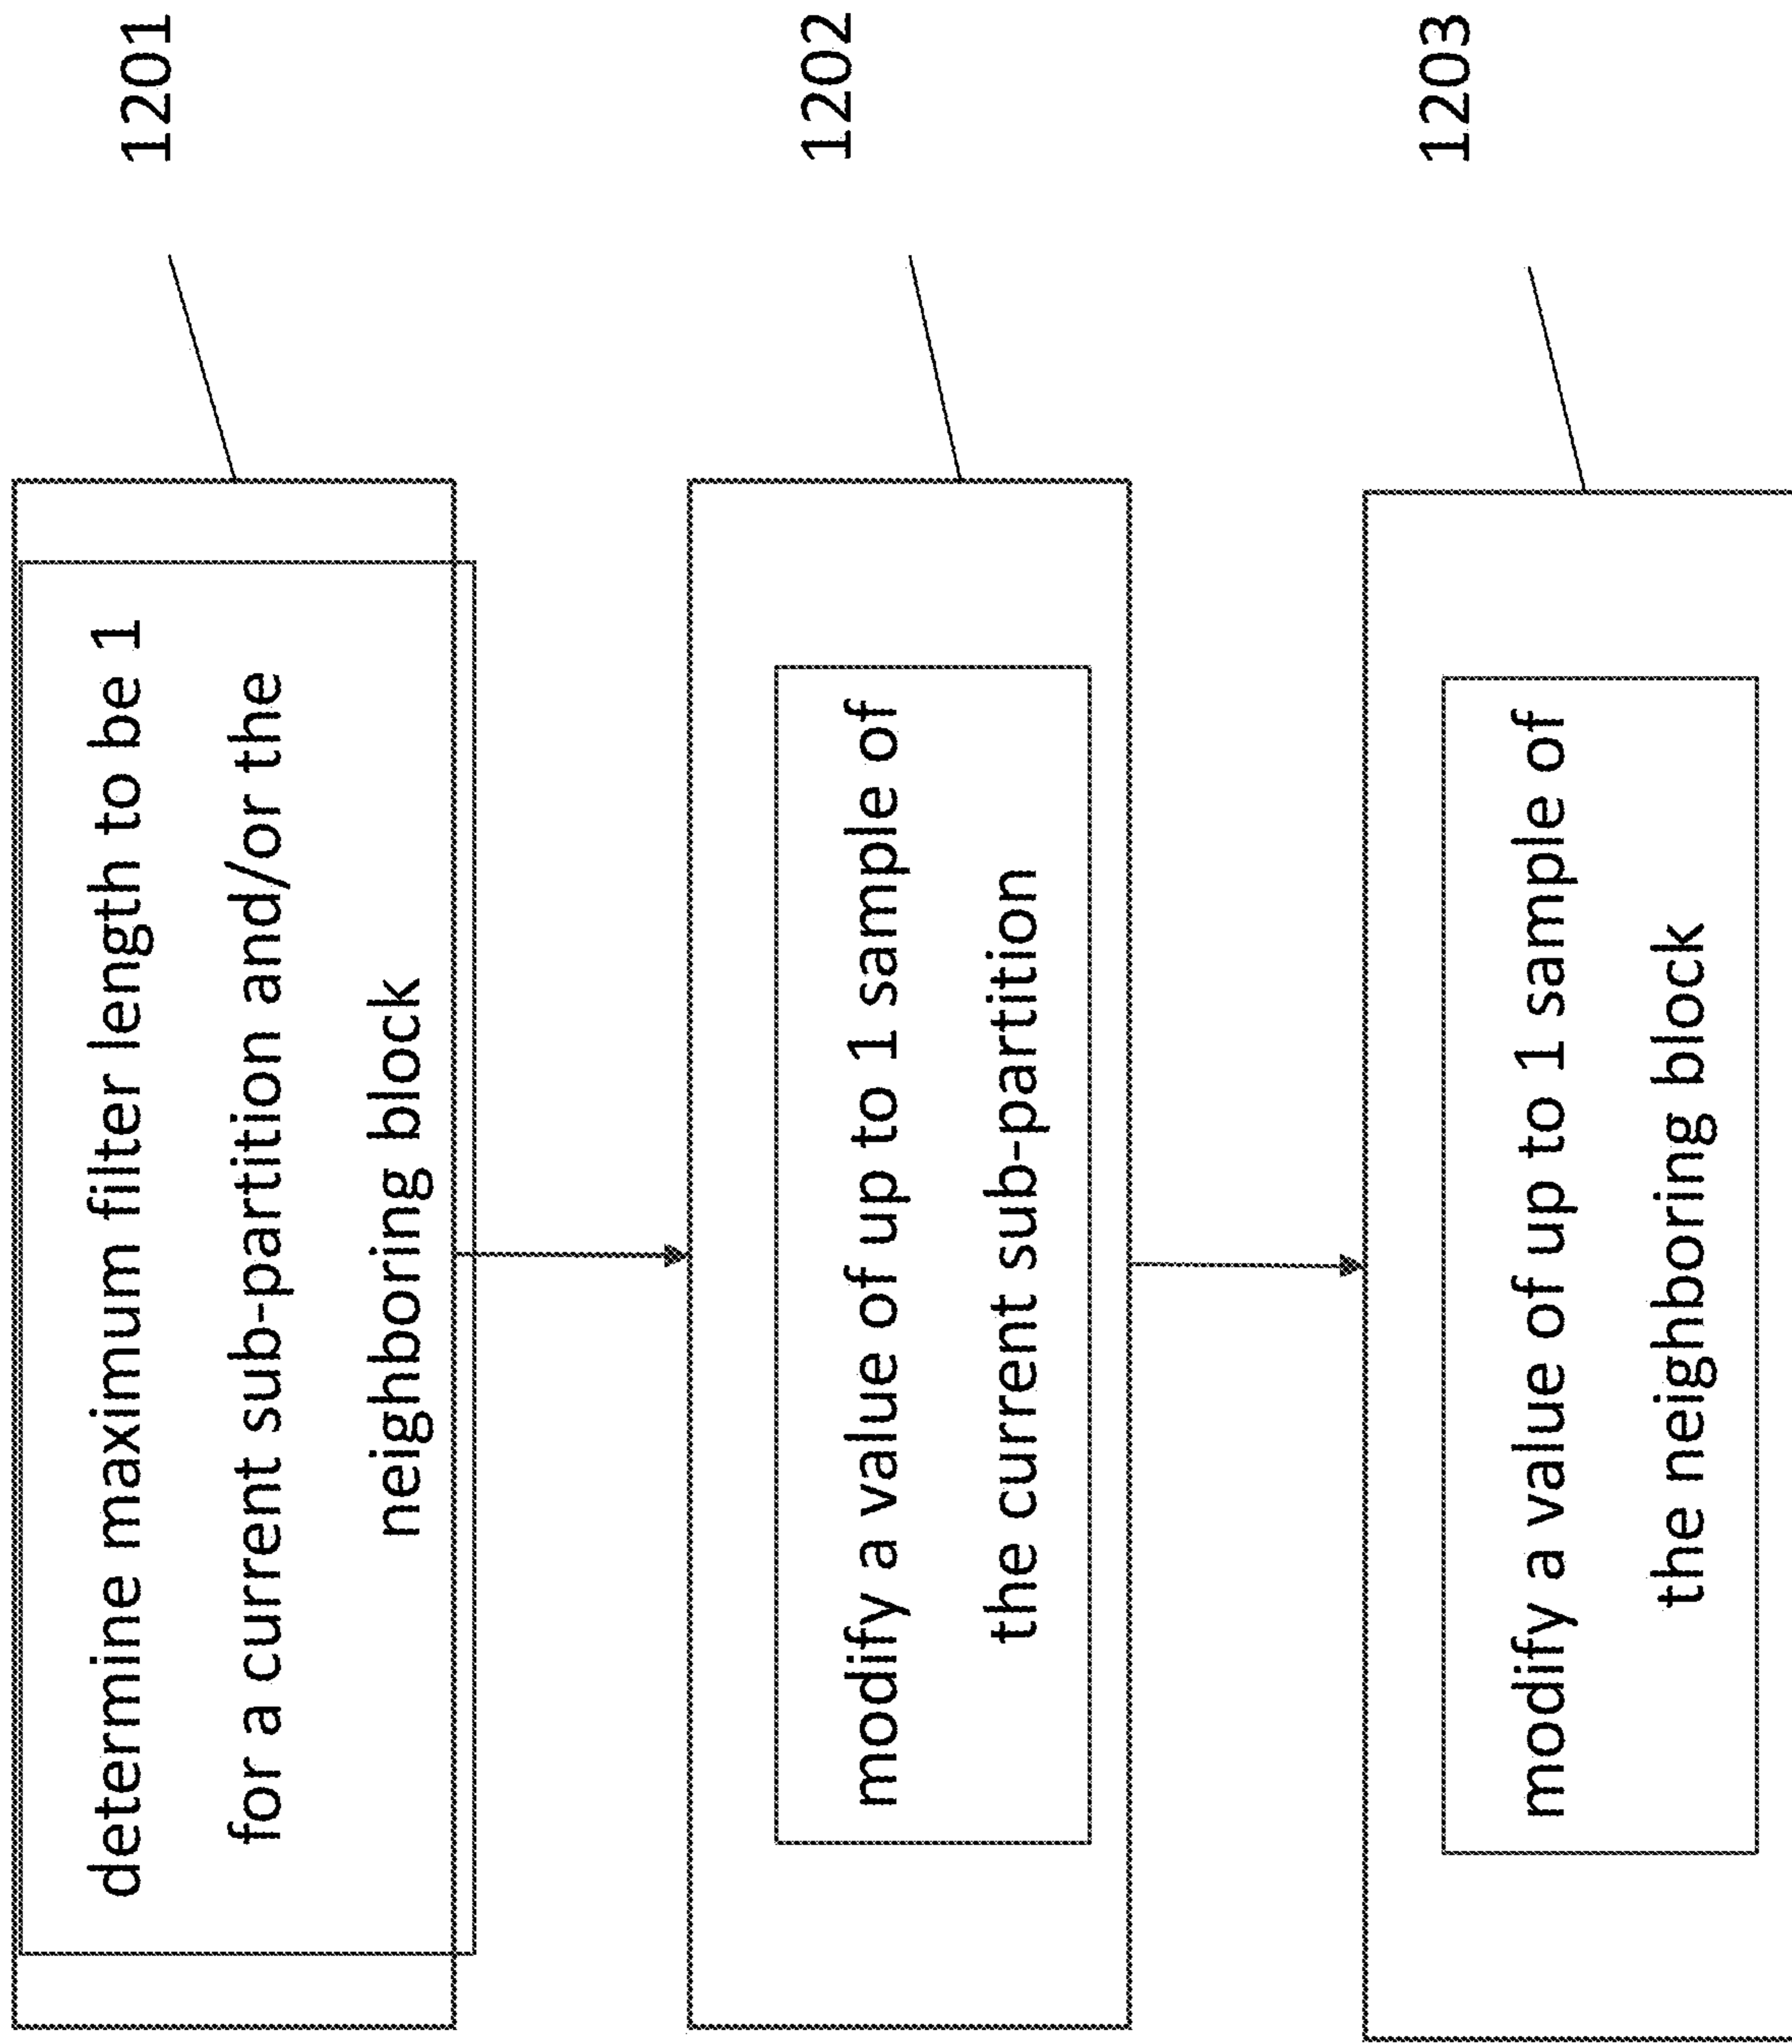 determine maximum filter length to be 1
for a current sub-partition and/or the
neighboring block
1201
modify a value of up to 1 sample of
the current sub-partition
1202
modify a value of up to 1 sample of
the neighboring block
1203